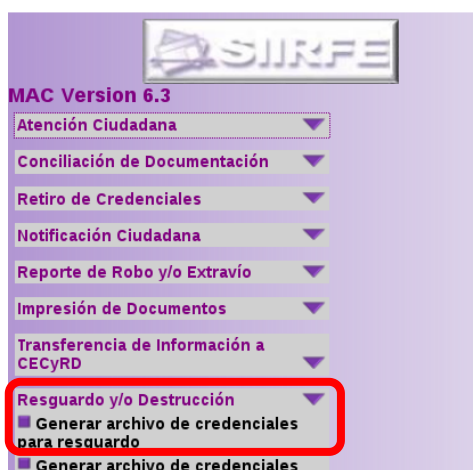 SIIRFE
MAC Version 6.3
Atención Ciudadana
Conciliación de Documentación
Retiro de Credenciales
Notificación Ciudadana
Reporte de Robo y/o Extravío
Impresión de Documentos
Transferencia de Información a
CECyRD
Resguardo y/o Destrucción
Generar archivo de credenciales
para resguardo
Generar archivo de credenciales